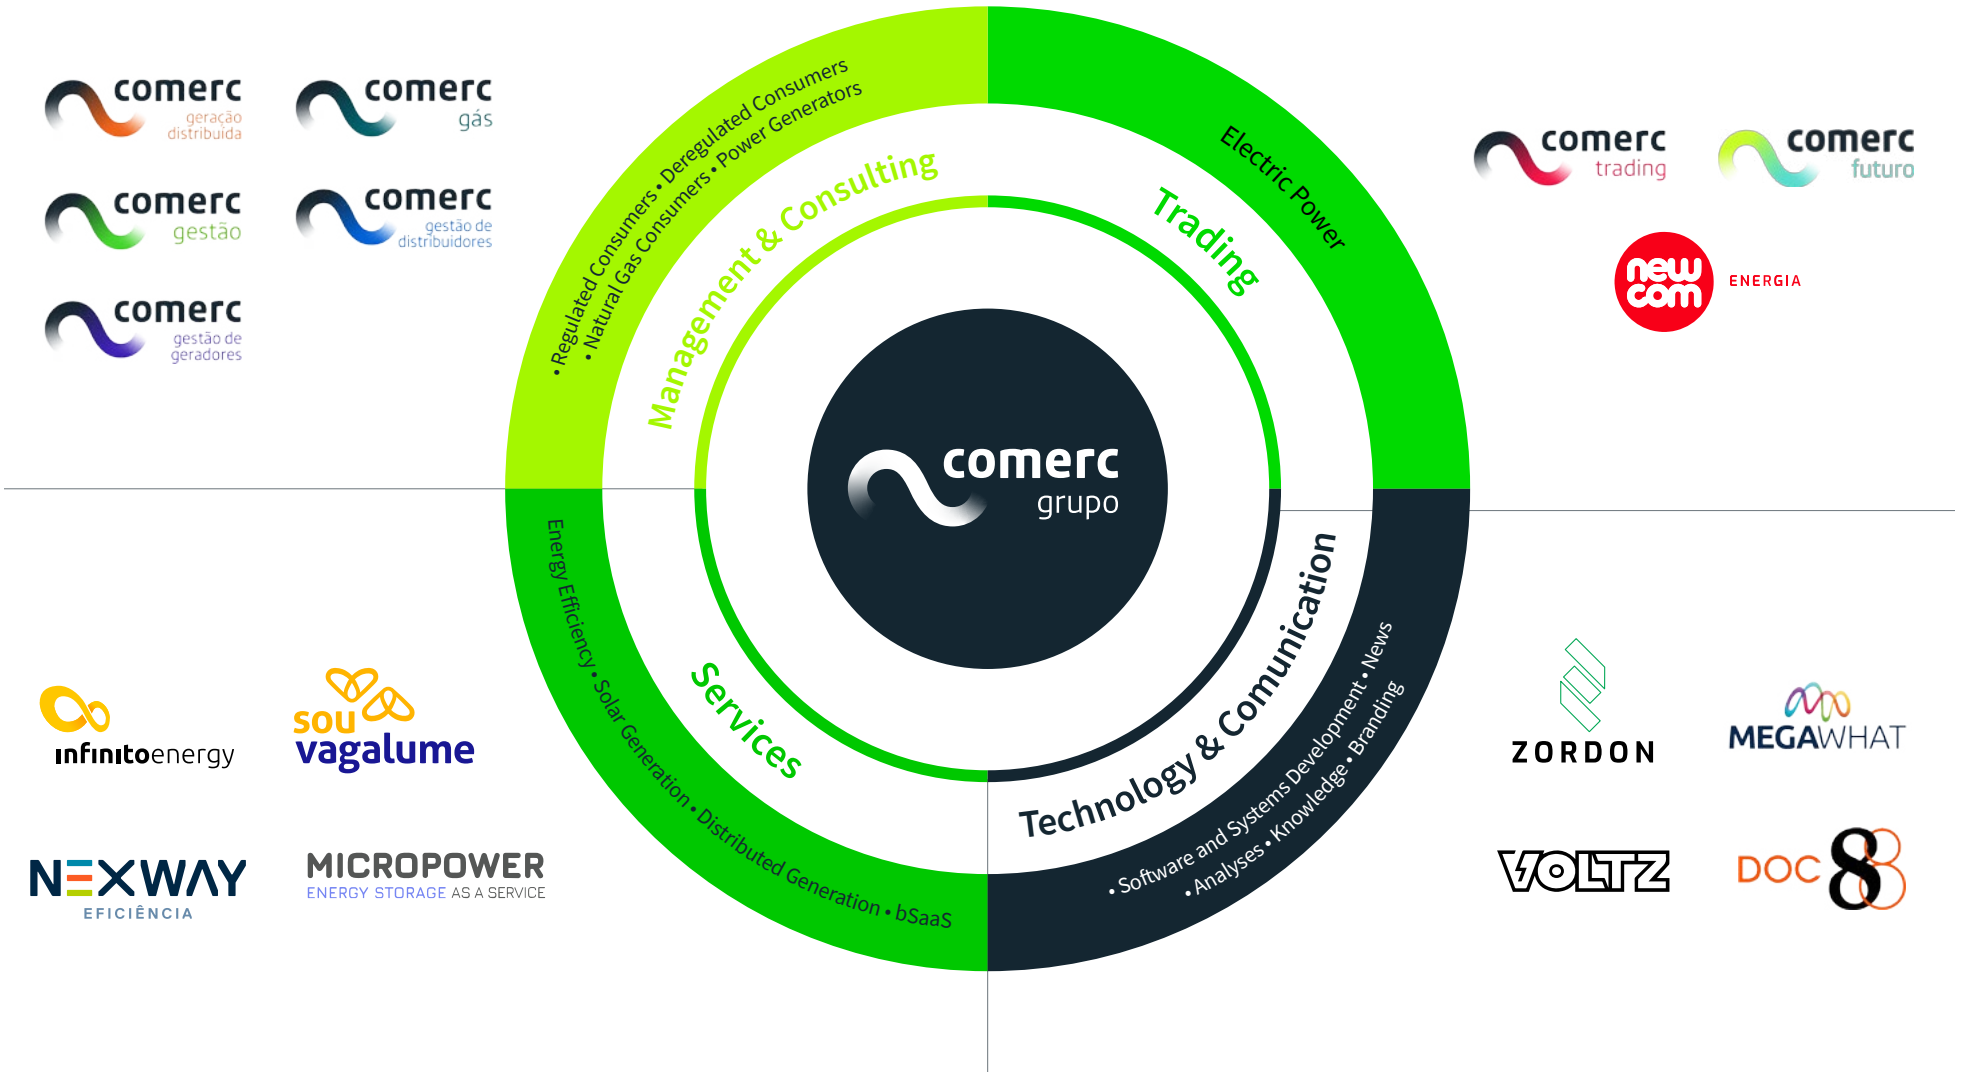 comerc
geração
distribuída
comerc
gás
comerc
gestão
comerc
gestão de
distribuidores
comerc
gestão de
geradores
• Regulated Consumers • Deregulated Consumers
• Natural Gas Consumers • Power Generators
Management & Consulting
Electric Power
Trading
comerc
trading
comerc
futuro
new
com
ENERGIA
comerc
grupo
Energy Efficiency • Solar Generation • Distributed Generation • bSaaS
Services
Technology & Comunication
• Software and Systems Development • News
• Analyses • Knowledge • Branding
infinitoenergy
sou
vagalume
NEXWAY
EFICIÊNCIA
MICROPOWER
ENERGY STORAGE AS A SERVICE
ZORDON
MEGAWHAT
VOLTZ
DOC 88